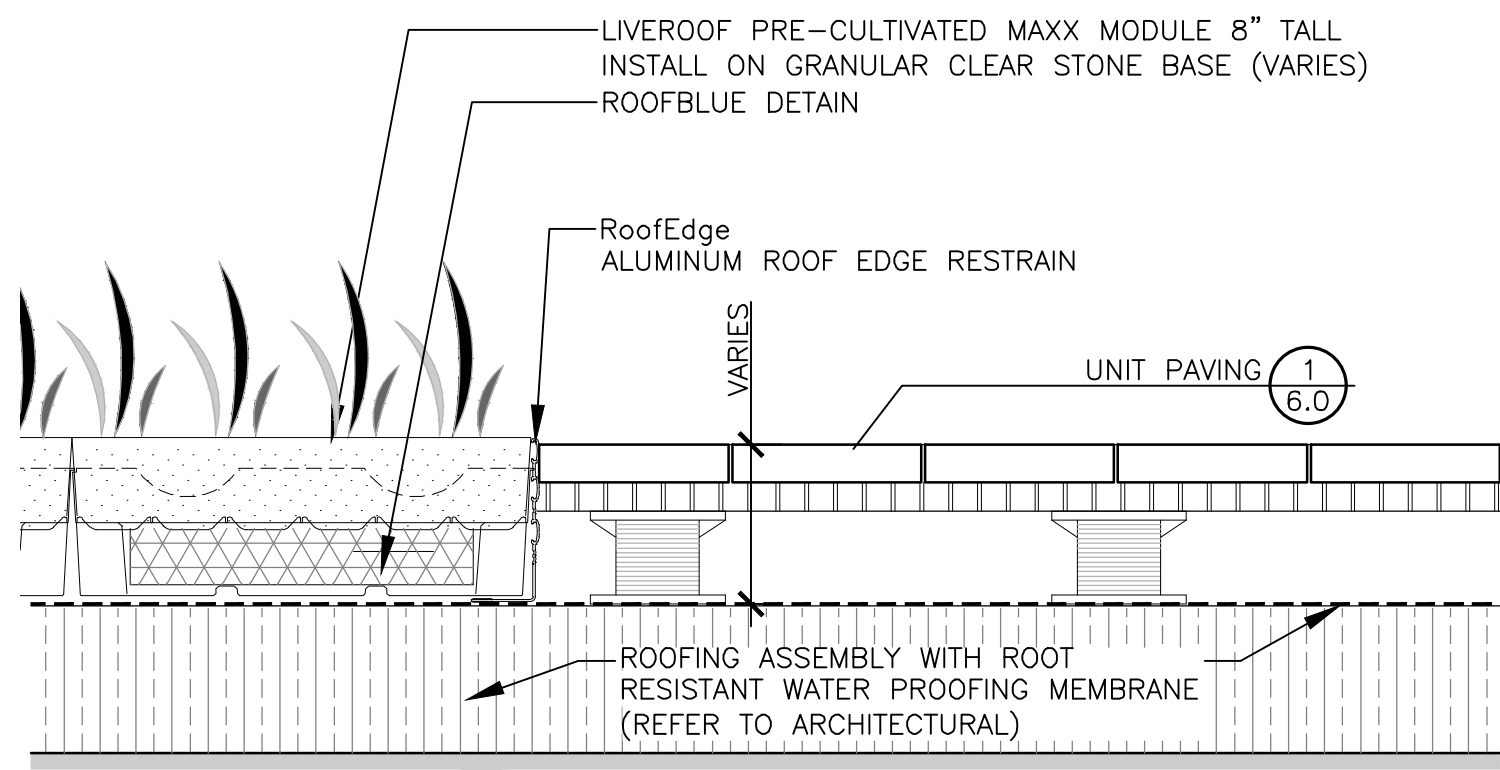 LIVEROOF PRE-CULTIVATED MAXX MODULE 8" TALL
INSTALL ON GRANULAR CLEAR STONE BASE (VARIES)
ROOFBLUE DETAIN
RoofEdge
ALUMINUM ROOF EDGE RESTRAIN
VARIES
UNIT PAVING
1
6.0
ROOFING ASSEMBLY WITH ROOT
RESISTANT WATER PROOFING MEMBRANE
(REFER TO ARCHITECTURAL)